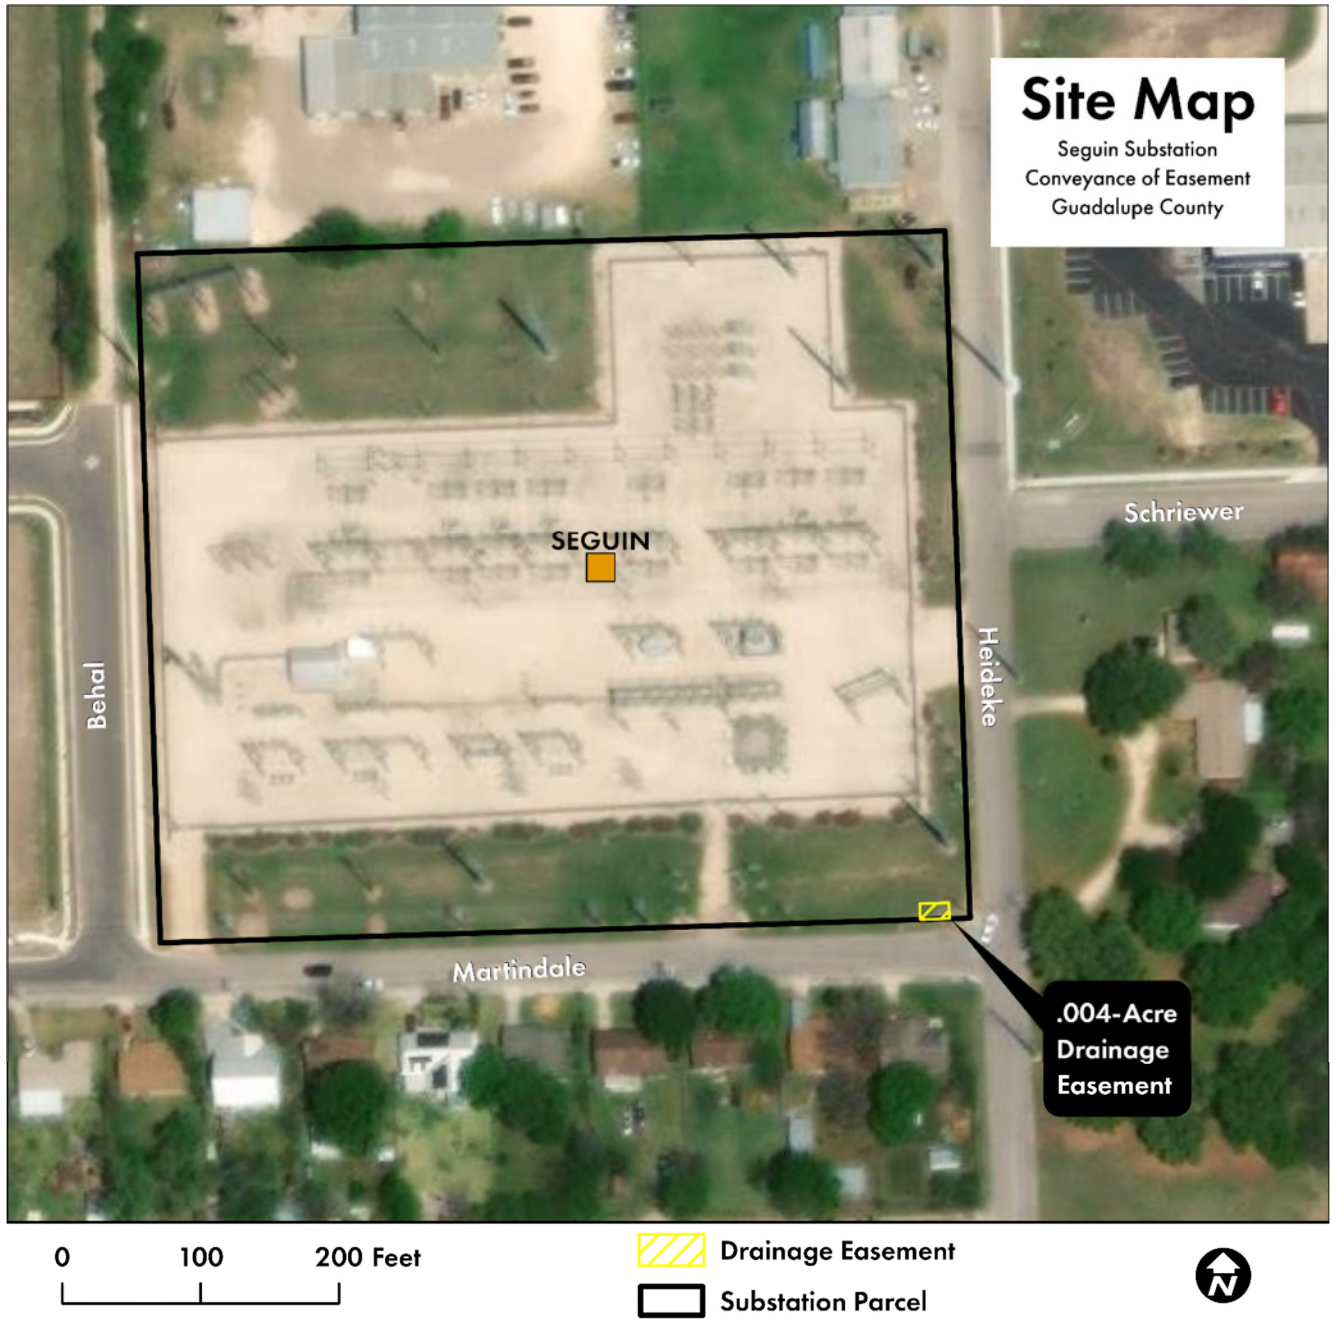 Site Map
Seguin Substation
Conveyance of Easement
Guadalupe County
Schriewer
SEGUIN
Heideke
Behal
Martindale
.004-Acre
Drainage
Easement
0 100 200 Feet
Drainage Easement
Substation Parcel
N